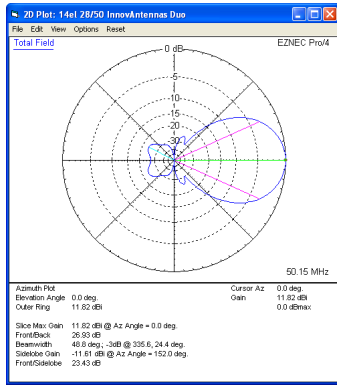 2D Plot: 14el 28/50 InnovAntennas Duo
File Edit View Options Reset
Total Field
EZNEC Pro/4
0 dB
-5
-10
-15
-20
-30
50.15 MHz
Azimuth Plot
Elevation Angle 0.0 deg.
Outer Ring 11.82 dBi
Cursor Az 0.0 deg.
Gain 11.82 dBi
0.0 dBmax
Slice Max Gain 11.82 dBi @ Az Angle = 0.0 deg.
Front/Back 26.93 dB
Beamwidth 48.8 deg.; -3dB @ 335.6, 24.4 deg.
Sidelobe Gain -11.61 dBi @ Az Angle = 152.0 deg.
Front/Sidelobe 23.43 dB